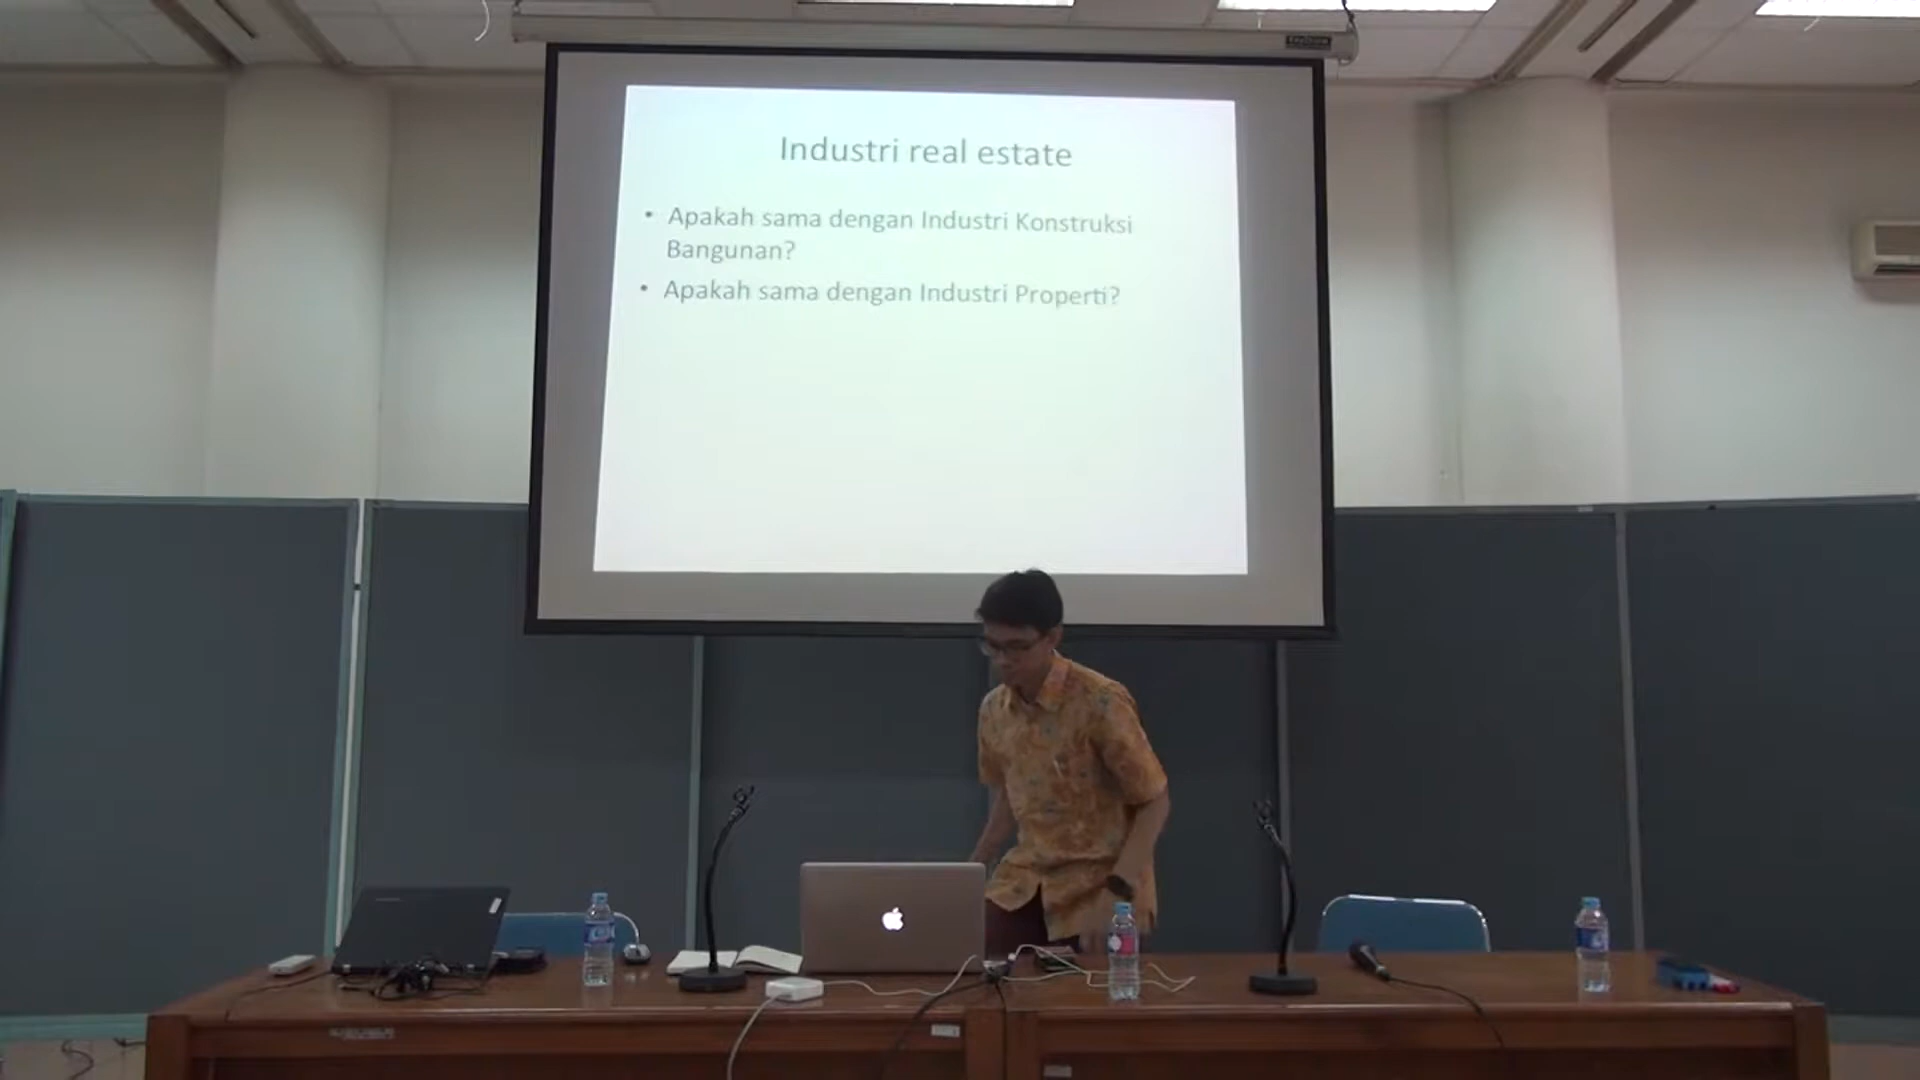 Industri real estate
• Apakah sama dengan Industri Konstruksi
Bangunan?
• Apakah sama dengan Industri Properti?